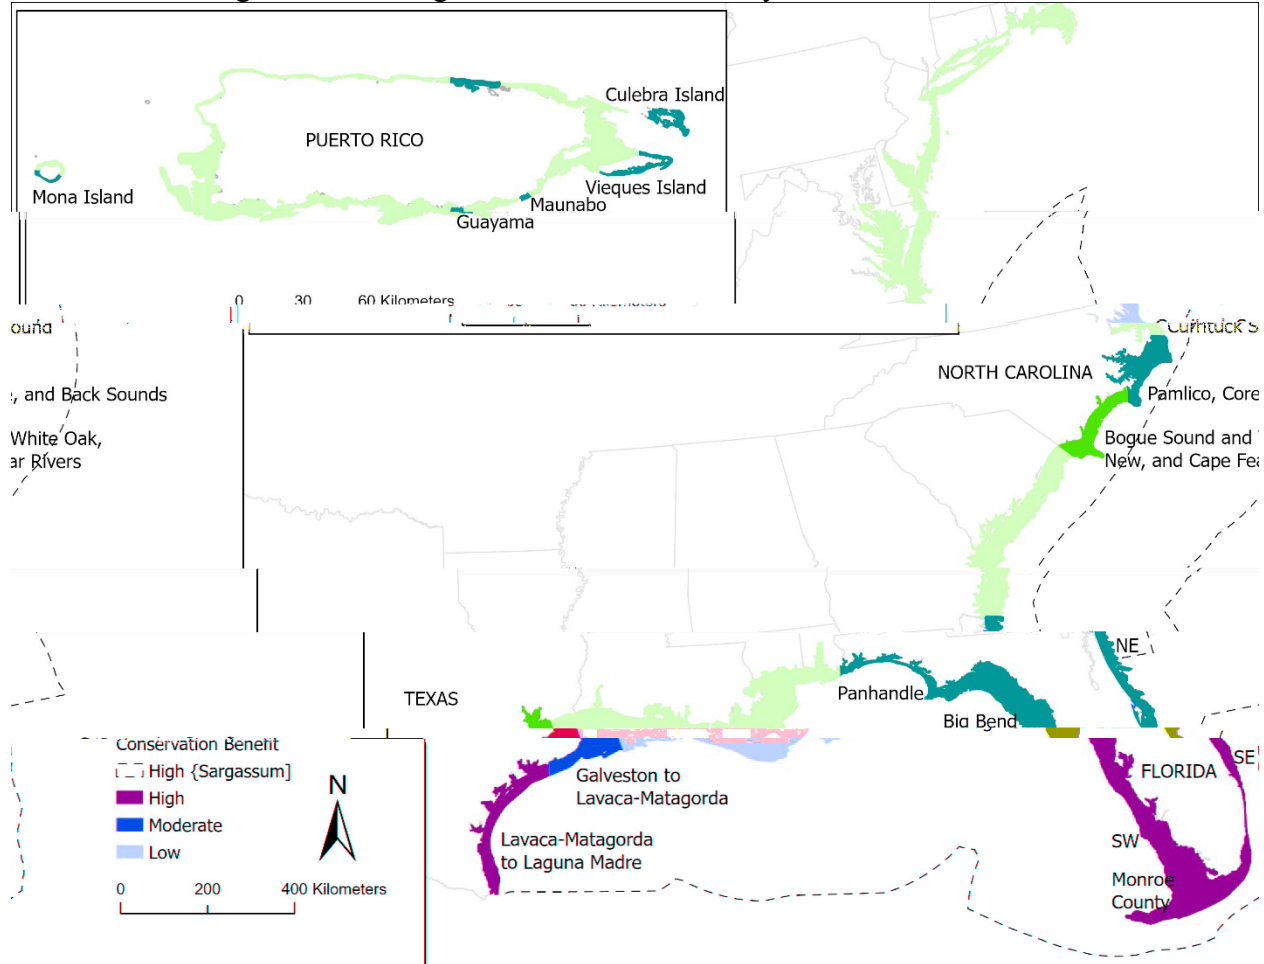 Culebra Island
PUERTO RICO
Mona Island
Vieques Island
Maunabo
Guayama
0 30 60 Kilometers
ound
NORTH CAROLINA
, and Back Sounds
Pamlico, Core
White Oak,
ar Rivers
Bogue Sound and
New, and Cape Fea
NE
TEXAS
Panhandle
Big Bend
Conservation Benefit
High {Sargassum]
High
Moderate
Low
N
Galveston to
Lavaca-Matagorda
Lavaca-Matagorda
to Laguna Madre
FLORIDA
SE
SW
Monroe
County
0 200 400 Kilometers